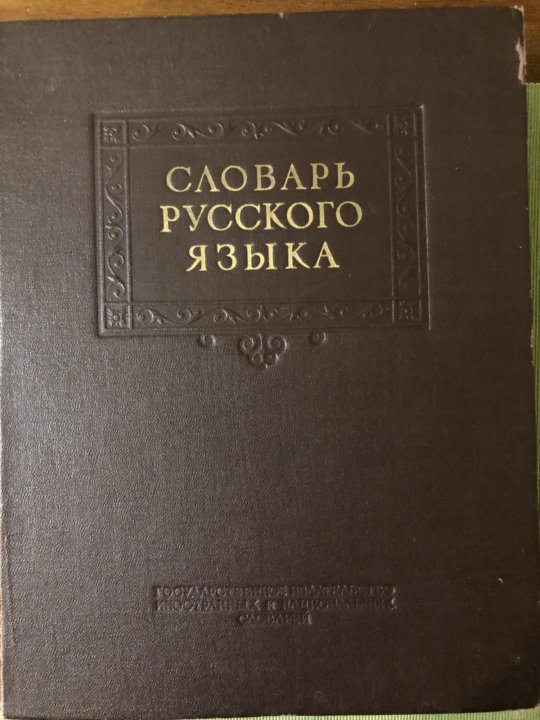 СЛОВАРЬ
РУССКОГО
ЯЗЫКА
ГОСУДАРСТВЕННОЕ ИЗДАТЕЛЬСТВО
ИНОСТРАННЫХ И НАЦИОНАЛЬНЫХ
СЛОВАРЕЙ